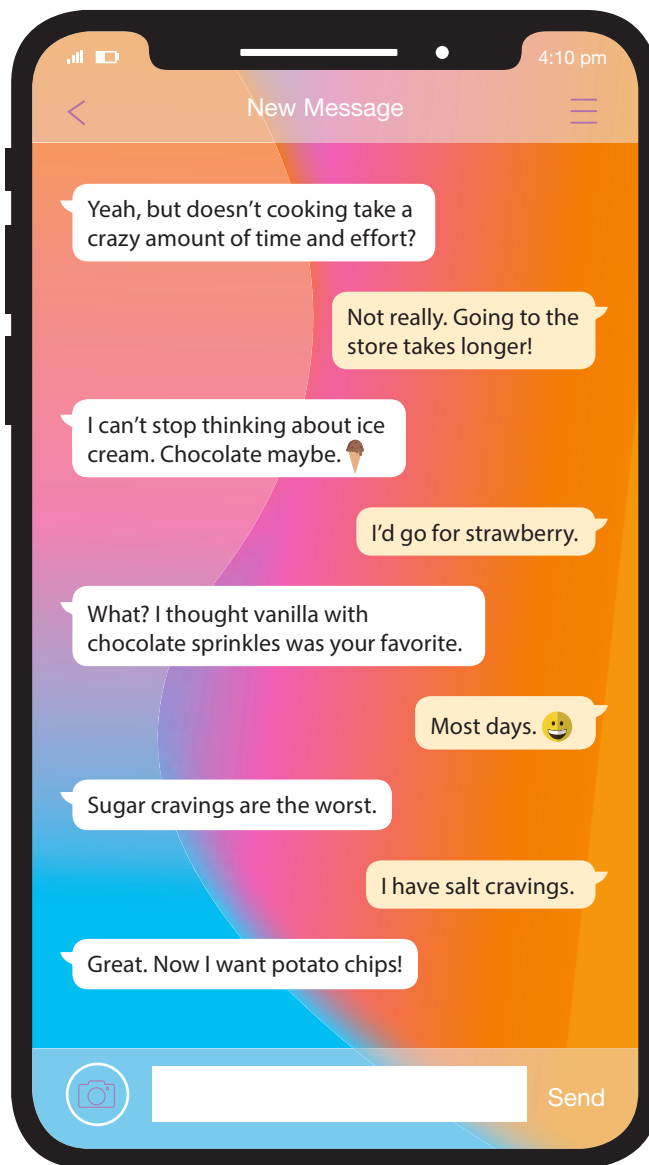 4:10 pm
New Message
Yeah, but doesn’t cooking take a
crazy amount of time and effort?
Not really. Going to the
store takes longer!
I can’t stop thinking about ice
cream. Chocolate maybe.
I’d go for strawberry.
What? I thought vanilla with
chocolate sprinkles was your favorite.
Most days.
Sugar cravings are the worst.
I have salt cravings.
Great. Now I want potato chips!
Send